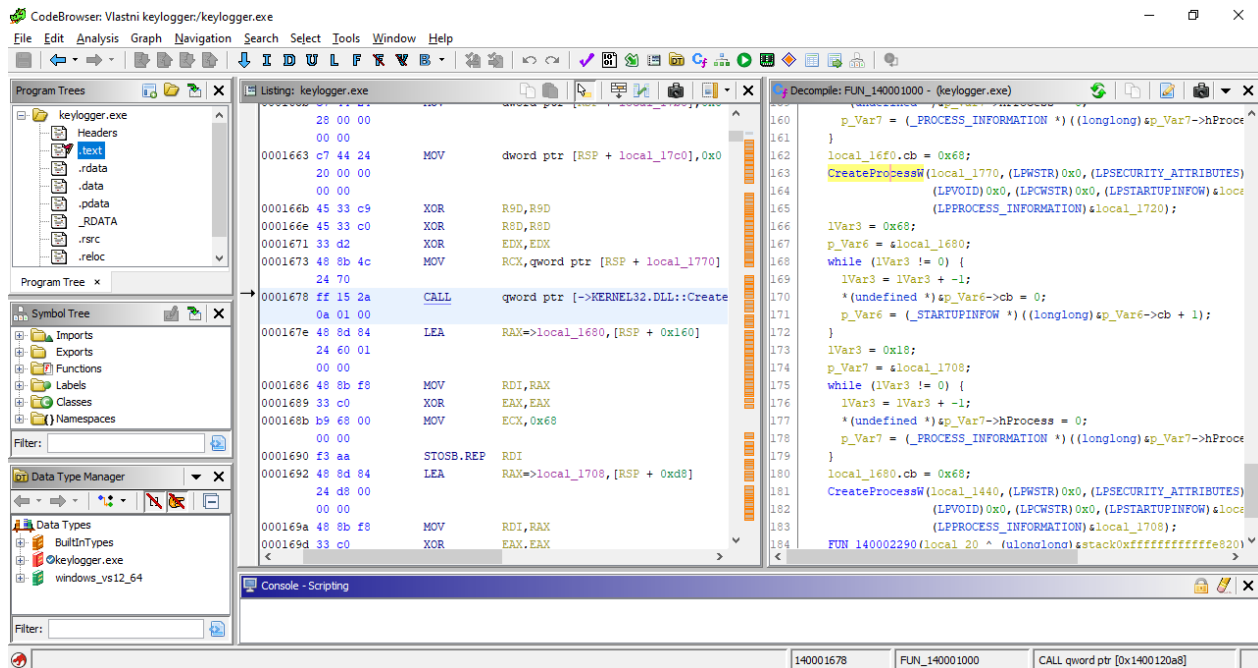 CodeBrowser: Vlastni keylogger:/keylogger.exe
File Edit Analysis Graph Navigation Search Select Tools Window Help
I D U L F R V B
Program Trees
keylogger.exe
Headers
.text
.rdata
.data
.pdata
_RDATA
.rsrc
.reloc
Program Tree ×
Symbol Tree
Imports
Exports
Functions
Labels
Classes
Namespaces
Filter:
Data Type Manager
Data Types
BuiltInTypes
keylogger.exe
windows_vs12_64
Filter:
Listing: keylogger.exe
28 00 00
00 00
0001663 c7 44 24 MOV dword ptr [RSP + local_17c0],0x0
20 00 00
00 00
000166b 45 33 c9 XOR R9D,R9D
000166e 45 33 c0 XOR R8D,R8D
0001671 33 d2 XOR EDX,EDX
0001673 48 8b 4c MOV RCX,qword ptr [RSP + local_1770]
24 70
0001678 ff 15 2a CALL qword ptr [->KERNEL32.DLL::Create
0a 01 00
000167e 48 8d 84 LEA RAX=>local_1680,[RSP + 0x160]
24 60 01
00 00
0001686 48 8b f8 MOV RDI,RAX
0001689 33 c0 XOR EAX,EAX
000168b b9 68 00 MOV ECX,0x68
00 00
0001690 f3 aa STOSB.REP RDI
0001692 48 8d 84 LEA RAX=>local_1708,[RSP + 0xd8]
24 d8 00
00 00
000169a 48 8b f8 MOV RDI,RAX
000169d 33 c0 XOR EAX,EAX
Decompile: FUN_140001000 - (keylogger.exe)
160 p_Var7 = (_PROCESS_INFORMATION *)((longlong)&p_Var7->hProce
161 }
162 local_16f0.cb = 0x68;
163 CreateProcessW(local_1770,(LPWSTR)0x0,(LPSECURITY_ATTRIBUTES)
164 (LPVOID)0x0,(LPCWSTR)0x0,(LPSTARTUPINFOW)&loca
165 (LPPROCESS_INFORMATION)&local_1720);
166 lVar3 = 0x68;
167 p_Var6 = &local_1680;
168 while (lVar3 != 0) {
169 lVar3 = lVar3 + -1;
170 *(undefined *)&p_Var6->cb = 0;
171 p_Var6 = (_STARTUPINFOW *)((longlong)&p_Var6->cb + 1);
172 }
173 lVar3 = 0x18;
174 p_Var7 = &local_1708;
175 while (lVar3 != 0) {
176 lVar3 = lVar3 + -1;
177 *(undefined *)&p_Var7->hProcess = 0;
178 p_Var7 = (_PROCESS_INFORMATION *)((longlong)&p_Var7->hProce
179 }
180 local_1680.cb = 0x68;
181 CreateProcessW(local_1440,(LPWSTR)0x0,(LPSECURITY_ATTRIBUTES)
182 (LPVOID)0x0,(LPCWSTR)0x0,(LPSTARTUPINFOW)&loca
183 (LPPROCESS_INFORMATION)&local_1708);
184 FUN_140002290(local_20 ^ (ulonglong)&stack0xffffffffffffe820)
Console - Scripting
140001678 FUN_140001000 CALL qword ptr [0x1400120a8]